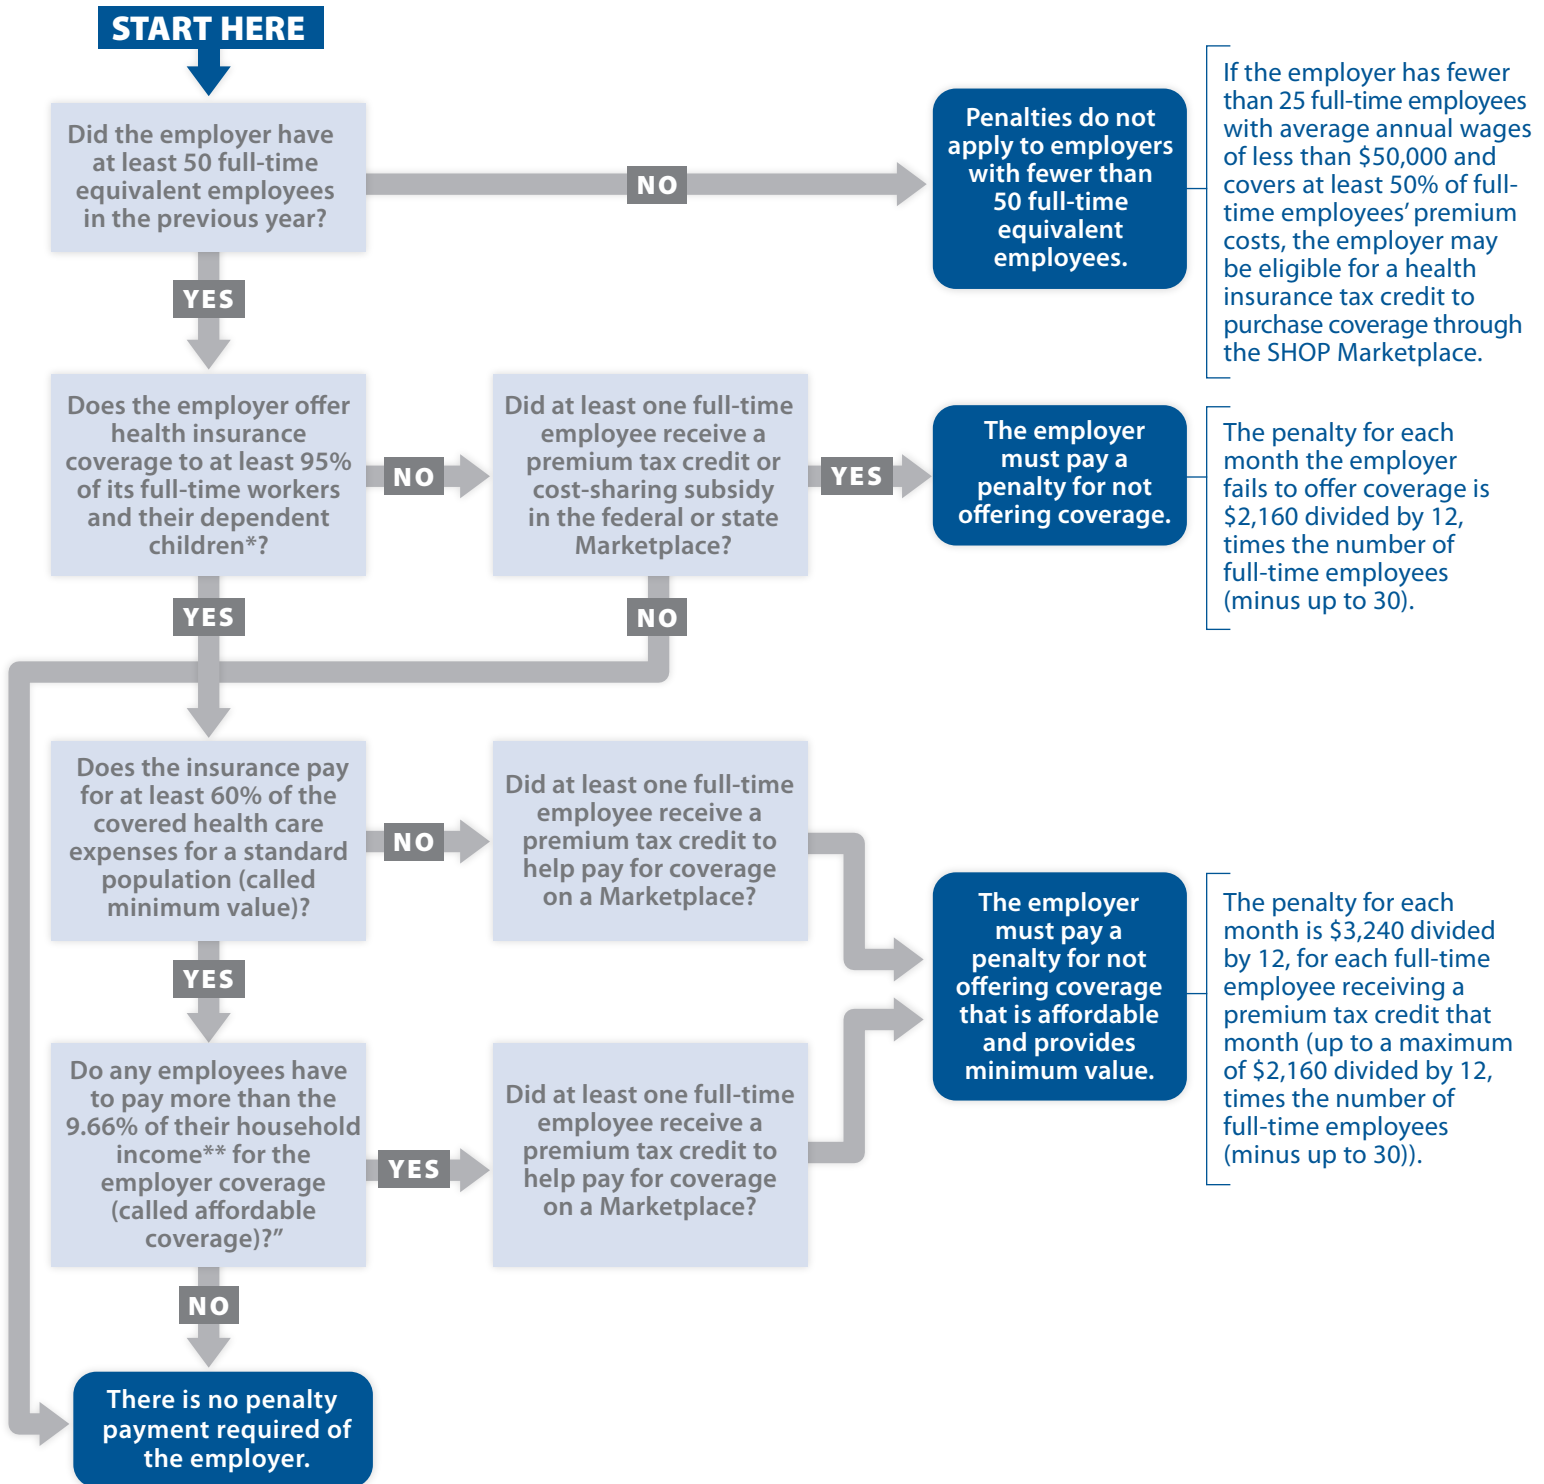 START HERE
Did the employer have
at least 50 full-time
equivalent employees
in the previous year?
NO
Penalties do not
apply to employers
with fewer than
50 full-time
equivalent
employees.
If the employer has fewer
than 25 full-time employees
with average annual wages
of less than $50,000 and
covers at least 50% of full-
time employees’ premium
costs, the employer may
be eligible for a health
insurance tax credit to
purchase coverage through
the SHOP Marketplace.
YES
Does the employer offer
health insurance
coverage to at least 95%
of its full-time workers
and their dependent
children*?
NO
Did at least one full-time
employee receive a
premium tax credit or
cost-sharing subsidy
in the federal or state
Marketplace?
YES
The employer
must pay a
penalty for not
offering coverage.
The penalty for each
month the employer
fails to offer coverage is
$2,160 divided by 12,
times the number of
full-time employees
(minus up to 30).
YES
NO
Does the insurance pay
for at least 60% of the
covered health care
expenses for a standard
population (called
minimum value)?
NO
Did at least one full-time
employee receive a
premium tax credit to
help pay for coverage
on a Marketplace?
The employer
must pay a
penalty for not
offering coverage
that is affordable
and provides
minimum value.
The penalty for each
month is $3,240 divided
by 12, for each full-time
employee receiving a
premium tax credit that
month (up to a maximum
of $2,160 divided by 12,
times the number of
full-time employees
(minus up to 30)).
YES
Do any employees have
to pay more than the
9.66% of their household
income** for the
employer coverage
(called affordable
coverage)?”
YES
Did at least one full-time
employee receive a
premium tax credit to
help pay for coverage
on a Marketplace?
NO
There is no penalty
payment required of
the employer.